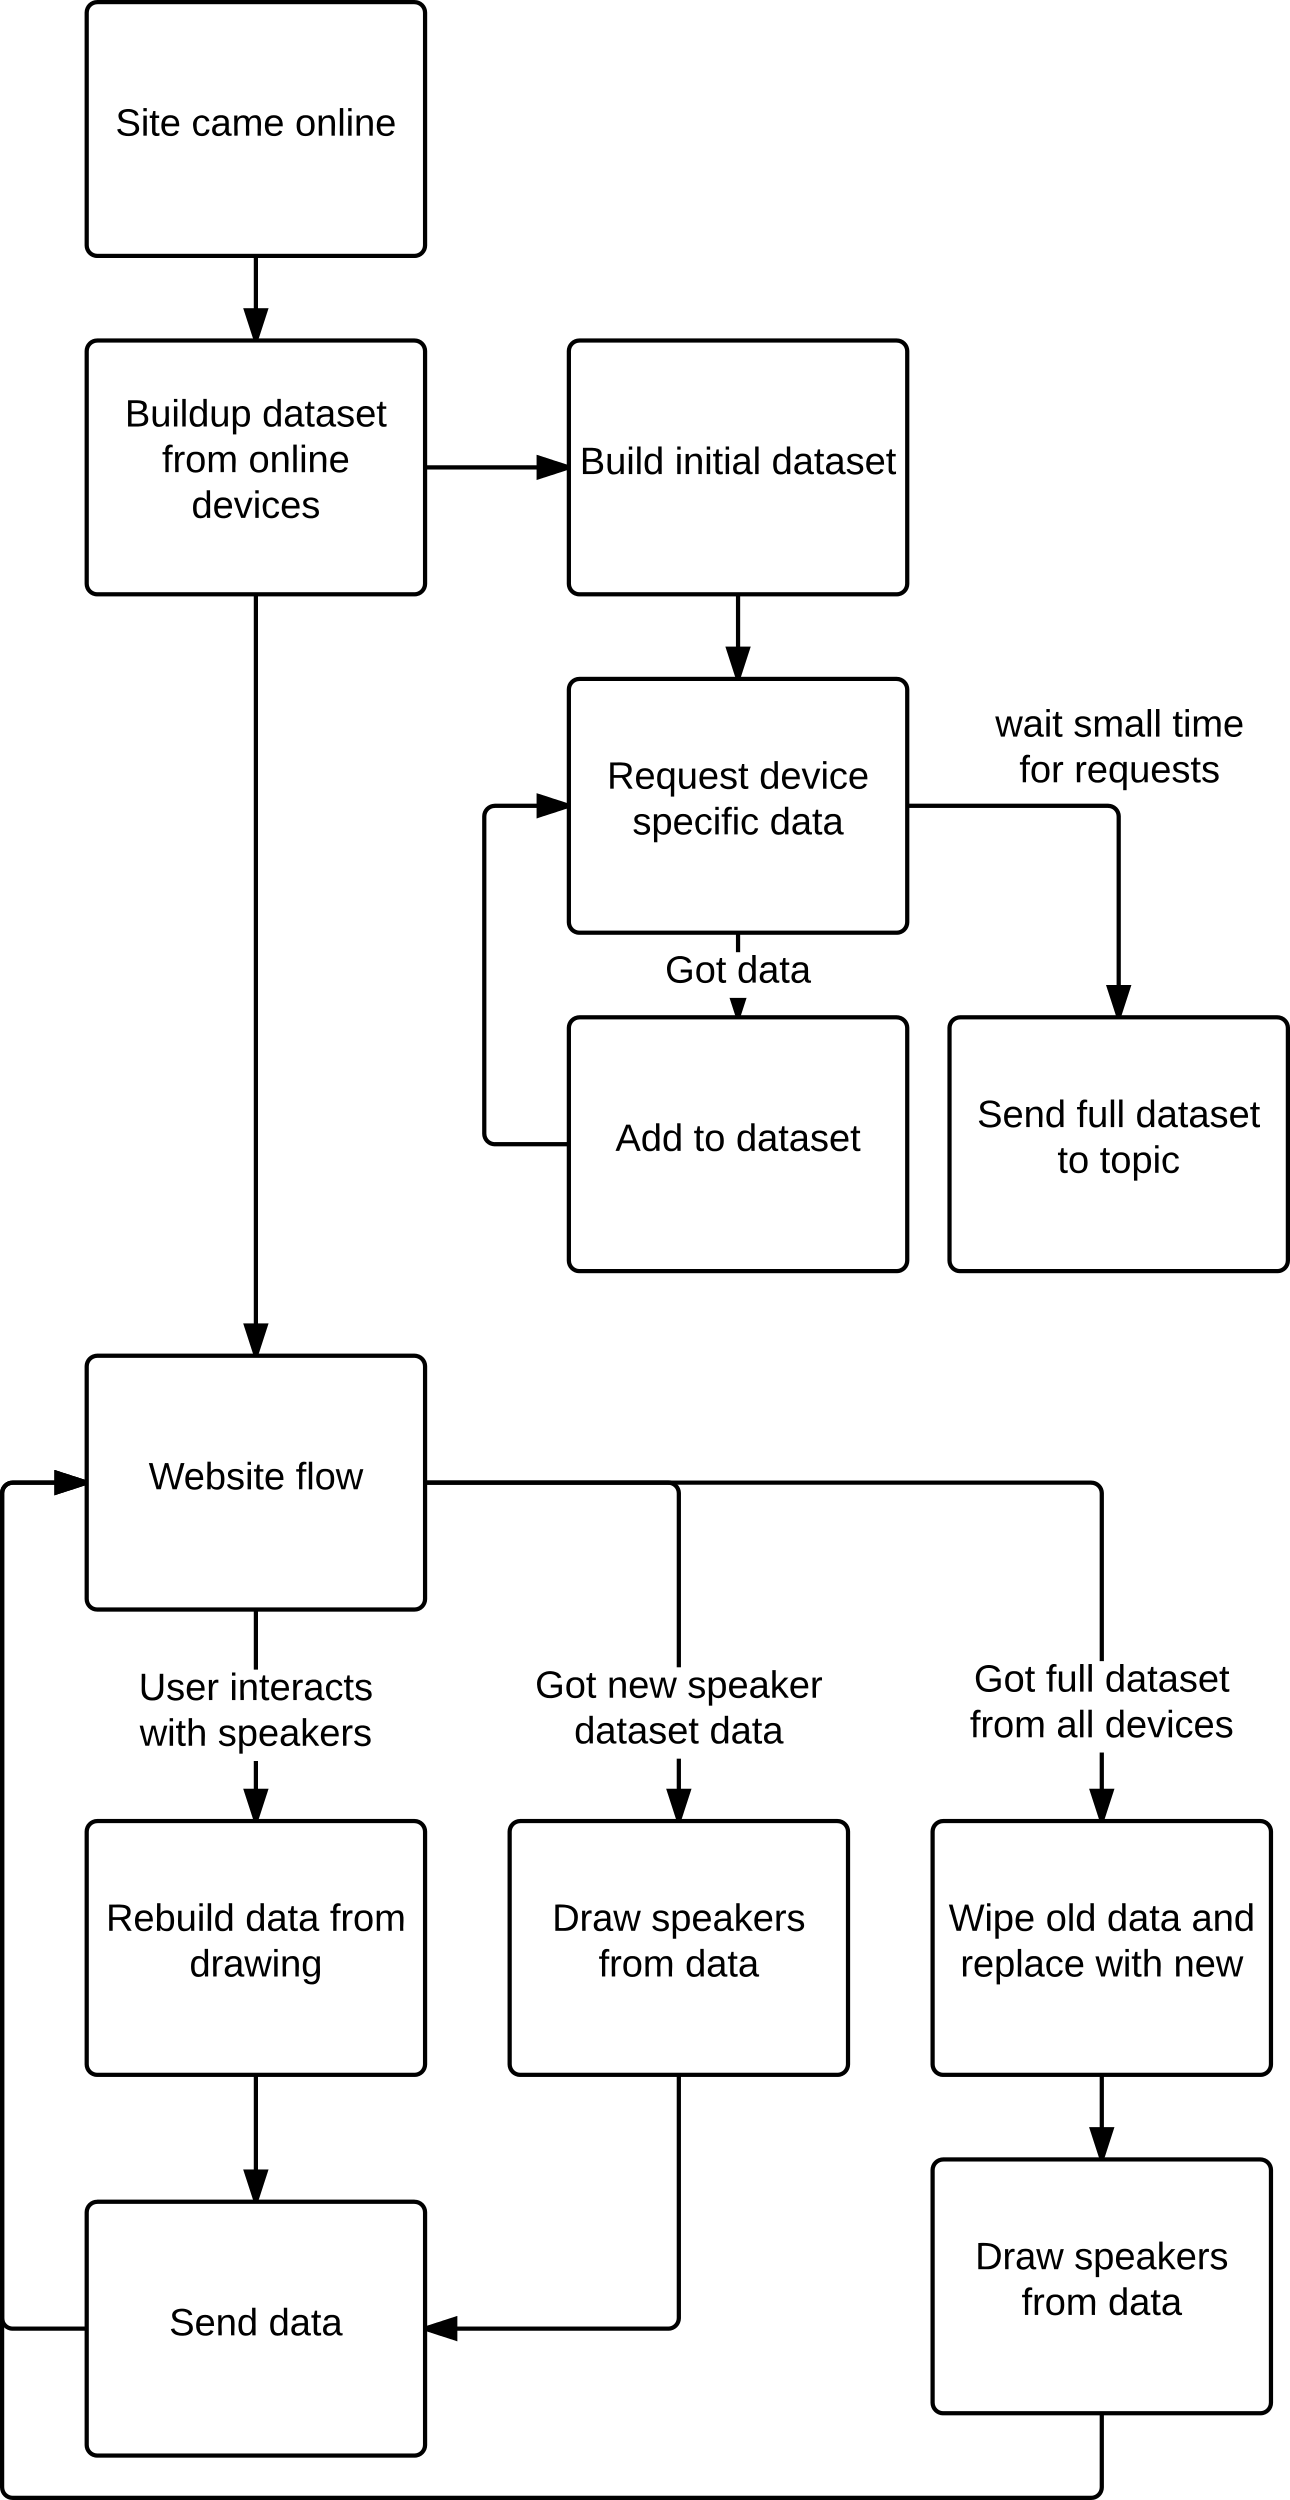 Site came online
Buildup dataset
from online
devices
Build initial dataset
Request device
specific data
wait small time
for requests
Got data
Add to dataset
Send full dataset
to topic
Website flow
User interacts
with speakers
Got new speaker
dataset data
Got full dataset
from all devices
Rebuild data from
drawing
Draw speakers
from data
Wipe old data and
replace with new
Send data
Draw speakers
from data